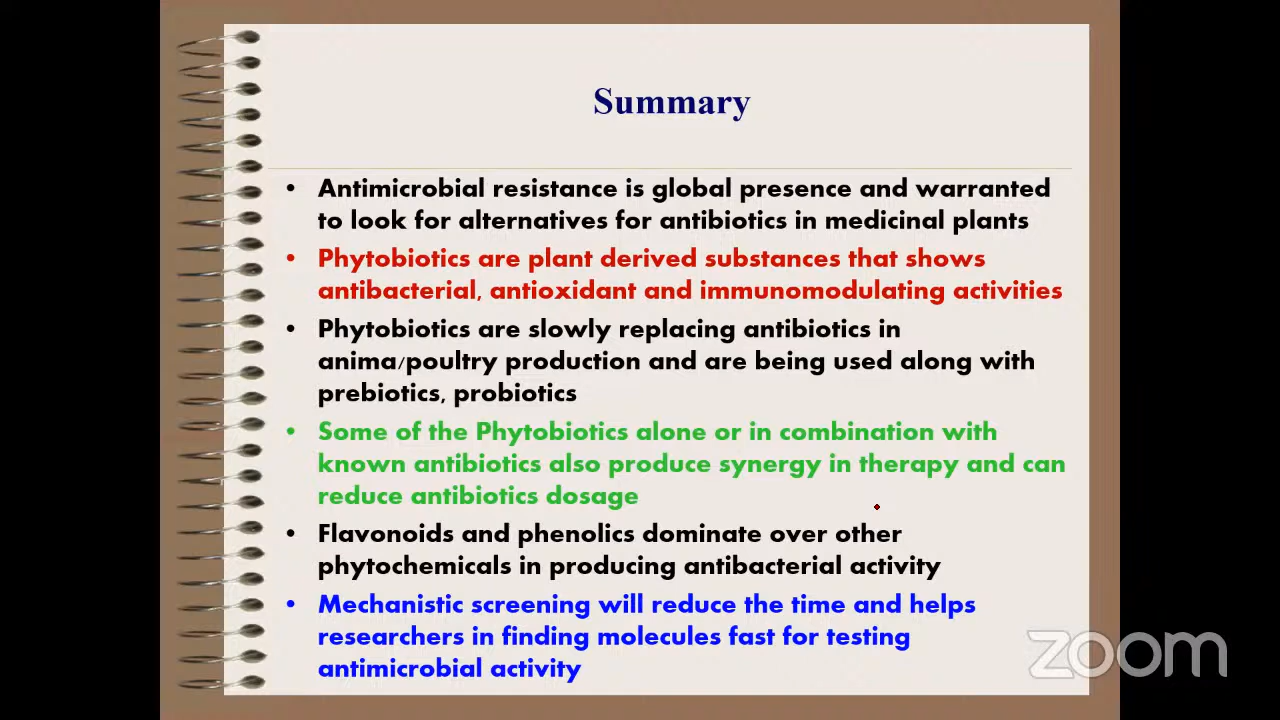 Summary
• Antimicrobial resistance is global presence and warranted
to look for alternatives for antibiotics in medicinal plants
• Phytobiotics are plant derived substances that shows
antibacterial, antioxidant and immunomodulating activities
• Phytobiotics are slowly replacing antibiotics in
anima/poultry production and are being used along with
prebiotics, probiotics
• Some of the Phytobiotics alone or in combination with
known antibiotics also produce synergy in therapy and can
reduce antibiotics dosage
• Flavonoids and phenolics dominate over other
phytochemicals in producing antibacterial activity
• Mechanistic screening will reduce the time and helps
researchers in finding molecules fast for testing
antimicrobial activity
zoom